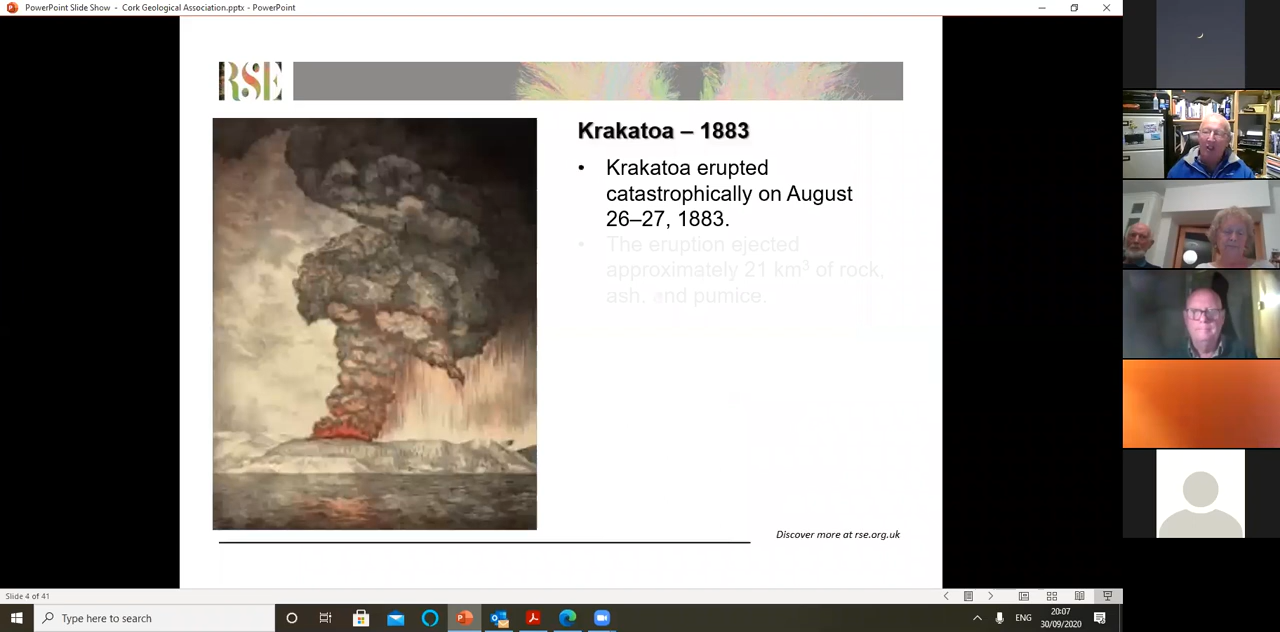 PowerPoint Slide Show - Cork Geological Association.pptx - PowerPoint
RSE
Krakatoa – 1883
• Krakatoa erupted
catastrophically on August
26–27, 1883.
• The eruption ejected
approximately 21 km³ of rock,
ash, and pumice.
Discover more at rse.org.uk
Slide 4 of 41
Type here to search
ENG
20:07
30/09/2020